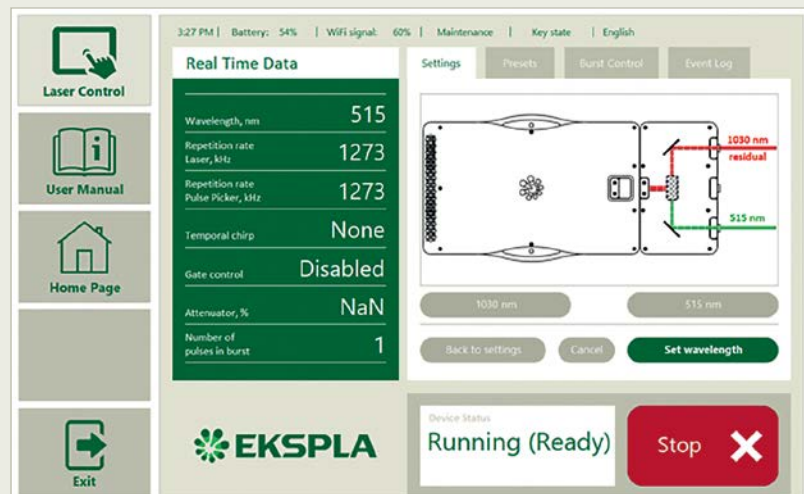 3:27 PM | Battery: 54% | WiFi signal: 60% | Maintenance | Key state | English
Laser Control
User Manual
Home Page
Exit
Real Time Data
Wavelength, nm 515
Repetition rate
Laser, kHz 1273
Repetition rate
Pulse Picker, kHz 1273
Temporal chirp None
Gate control Disabled
Attenuator, % NaN
Number of
pulses in burst 1
Settings Presets Burst Control Event Log
1030 nm
residual
515 nm
1030 nm 515 nm
Back to settings Cancel Set wavelength
EKSPLA
Device Status
Running (Ready)
Stop